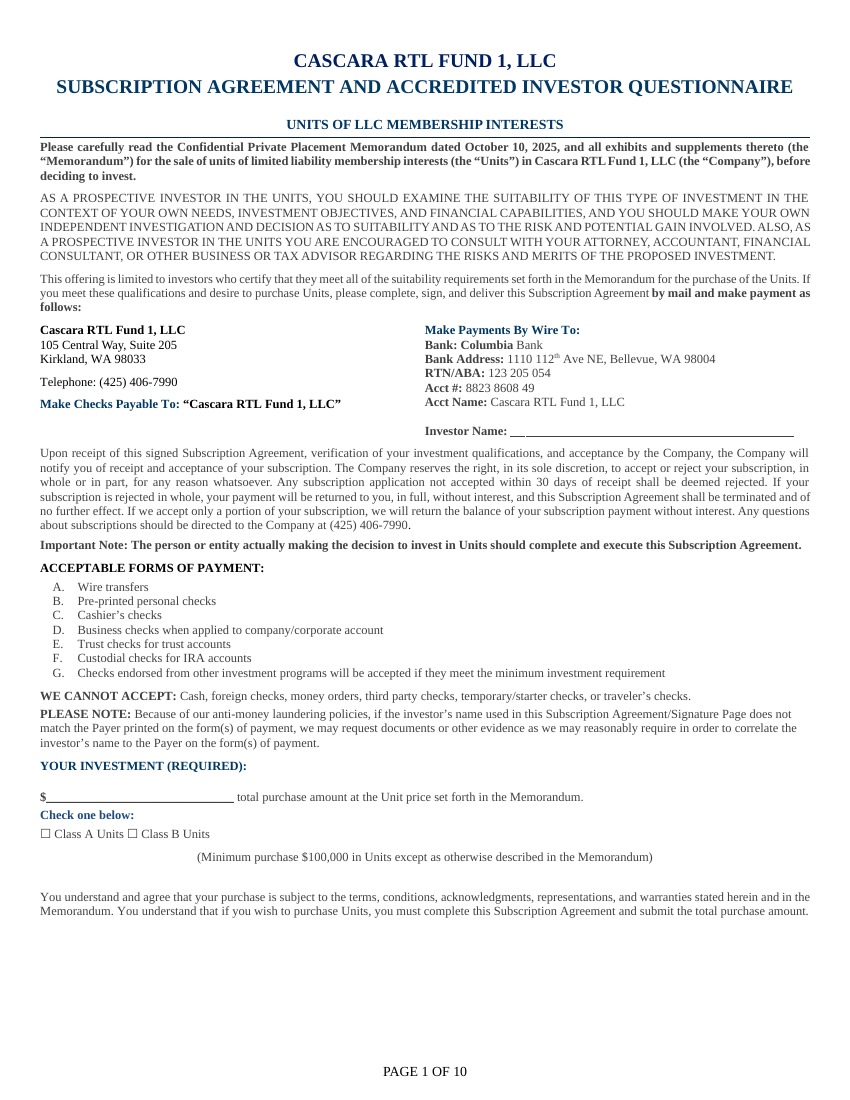 CASCARA RTL FUND 1, LLC
SUBSCRIPTION AGREEMENT AND ACCREDITED INVESTOR QUESTIONNAIRE
UNITS OF LLC MEMBERSHIP INTERESTS
Please carefully read the Confidential Private Placement Memorandum dated October 10, 2025, and all exhibits and supplements thereto (the
“Memorandum”) for the sale of units of limited liability membership interests (the “Units”) in Cascara RTL Fund 1, LLC (the “Company”), before
deciding to invest.
AS A PROSPECTIVE INVESTOR IN THE UNITS, YOU SHOULD EXAMINE THE SUITABILITY OF THIS TYPE OF INVESTMENT IN THE
CONTEXT OF YOUR OWN NEEDS, INVESTMENT OBJECTIVES, AND FINANCIAL CAPABILITIES, AND YOU SHOULD MAKE YOUR OWN
INDEPENDENT INVESTIGATION AND DECISION AS TO SUITABILITY AND AS TO THE RISK AND POTENTIAL GAIN INVOLVED. ALSO, AS
A PROSPECTIVE INVESTOR IN THE UNITS YOU ARE ENCOURAGED TO CONSULT WITH YOUR ATTORNEY, ACCOUNTANT, FINANCIAL
CONSULTANT, OR OTHER BUSINESS OR TAX ADVISOR REGARDING THE RISKS AND MERITS OF THE PROPOSED INVESTMENT.
This offering is limited to investors who certify that they meet all of the suitability requirements set forth in the Memorandum for the purchase of the Units. If
you meet these qualifications and desire to purchase Units, please complete, sign, and deliver this Subscription Agreement by mail and make payment as
follows:
Cascara RTL Fund 1, LLC
105 Central Way, Suite 205
Kirkland, WA 98033
Telephone: (425) 406-7990
Make Checks Payable To: “Cascara RTL Fund 1, LLC”
Make Payments By Wire To:
Bank: Columbia Bank
Bank Address: 1110 112th Ave NE, Bellevue, WA 98004
RTN/ABA: 123 205 054
Acct #: 8823 8608 49
Acct Name: Cascara RTL Fund 1, LLC
Investor Name: ____________________
Upon receipt of this signed Subscription Agreement, verification of your investment qualifications, and acceptance by the Company, the Company will
notify you of receipt and acceptance of your subscription. The Company reserves the right, in its sole discretion, to accept or reject your subscription, in
whole or in part, for any reason whatsoever. Any subscription application not accepted within 30 days of receipt shall be deemed rejected. If your
subscription is rejected in whole, your payment will be returned to you, in full, without interest, and this Subscription Agreement shall be terminated and of
no further effect. If we accept only a portion of your subscription, we will return the balance of your subscription payment without interest. Any questions
about subscriptions should be directed to the Company at (425) 406-7990.
Important Note: The person or entity actually making the decision to invest in Units should complete and execute this Subscription Agreement.
ACCEPTABLE FORMS OF PAYMENT:
A. Wire transfers
B. Pre-printed personal checks
C. Cashier’s checks
D. Business checks when applied to company/corporate account
E. Trust checks for trust accounts
F. Custodial checks for IRA accounts
G. Checks endorsed from other investment programs will be accepted if they meet the minimum investment requirement
WE CANNOT ACCEPT: Cash, foreign checks, money orders, third party checks, temporary/starter checks, or traveler’s checks.
PLEASE NOTE: Because of our anti-money laundering policies, if the investor’s name used in this Subscription Agreement/Signature Page does not
match the Payer printed on the form(s) of payment, we may request documents or other evidence as we may reasonably require in order to correlate the
investor’s name to the Payer on the form(s) of payment.
YOUR INVESTMENT (REQUIRED):
$____________________ total purchase amount at the Unit price set forth in the Memorandum.
Check one below:
☐ Class A Units ☐ Class B Units
(Minimum purchase $100,000 in Units except as otherwise described in the Memorandum)
You understand and agree that your purchase is subject to the terms, conditions, acknowledgments, representations, and warranties stated herein and in the
Memorandum. You understand that if you wish to purchase Units, you must complete this Subscription Agreement and submit the total purchase amount.
PAGE 1 OF 10